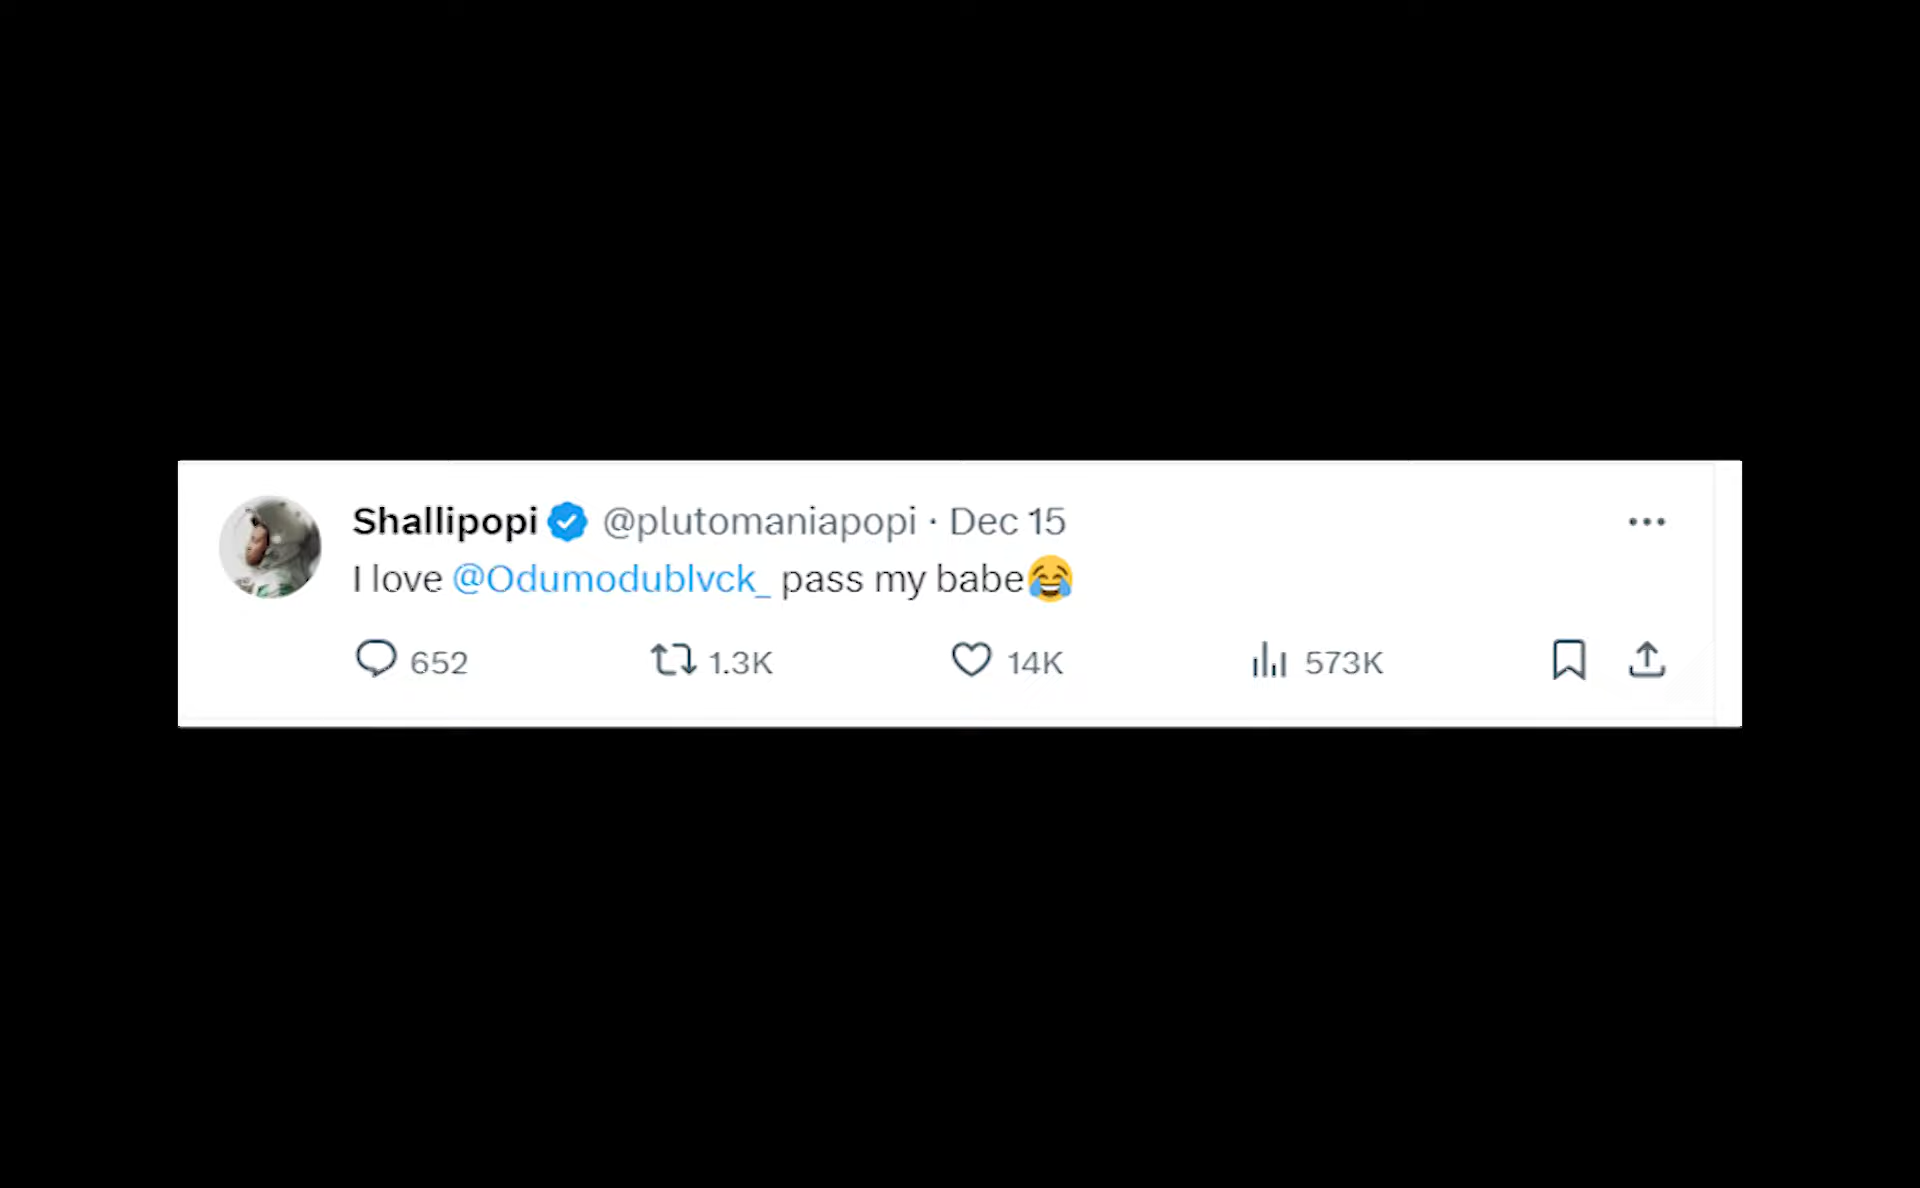 Shallipopi @plutomaniapopi · Dec 15
I love @Odumodublvck_ pass my babe😂
652 1.3K 14K 573K